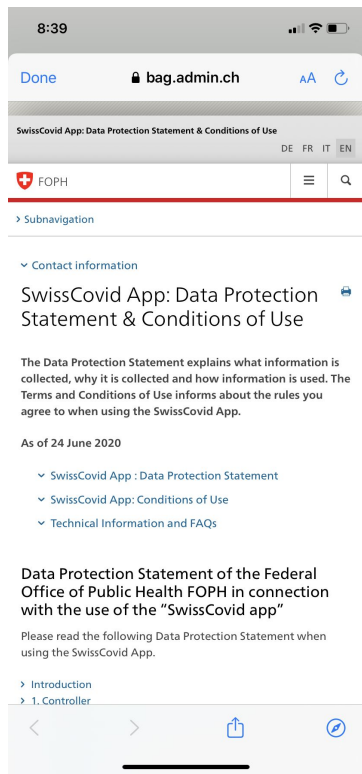 8:39
Done
bag.admin.ch
AA
SwissCovid App: Data Protection Statement & Conditions of Use
DE FR IT EN
FOPH
Subnavigation
Contact information
SwissCovid App: Data Protection
Statement & Conditions of Use
The Data Protection Statement explains what information is
collected, why it is collected and how information is used. The
Terms and Conditions of Use informs about the rules you
agree to when using the SwissCovid App.
As of 24 June 2020
SwissCovid App : Data Protection Statement
SwissCovid App: Conditions of Use
Technical Information and FAQs
Data Protection Statement of the Federal
Office of Public Health FOPH in connection
with the use of the “SwissCovid app”
Please read the following Data Protection Statement when
using the SwissCovid App.
Introduction
1. Controller